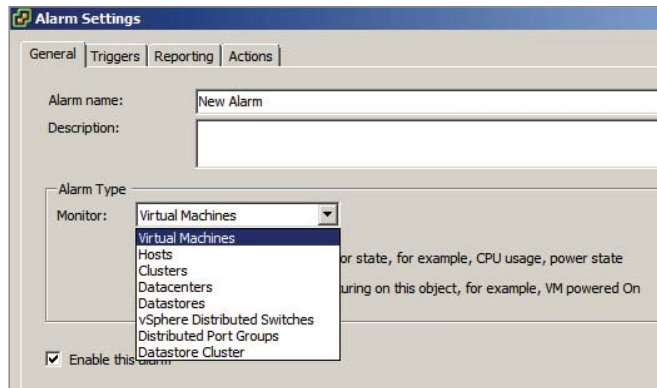 Alarm Settings
General Triggers Reporting Actions
Alarm name: New Alarm
Description:
Alarm Type
Monitor: Virtual Machines
Virtual Machines
Hosts
or state, for example, CPU usage, power state
Clusters
Datacenters
uring on this object, for example, VM powered On
Datastores
vSphere Distributed Switches
Distributed Port Groups
Datastore Cluster
Enable this alarm